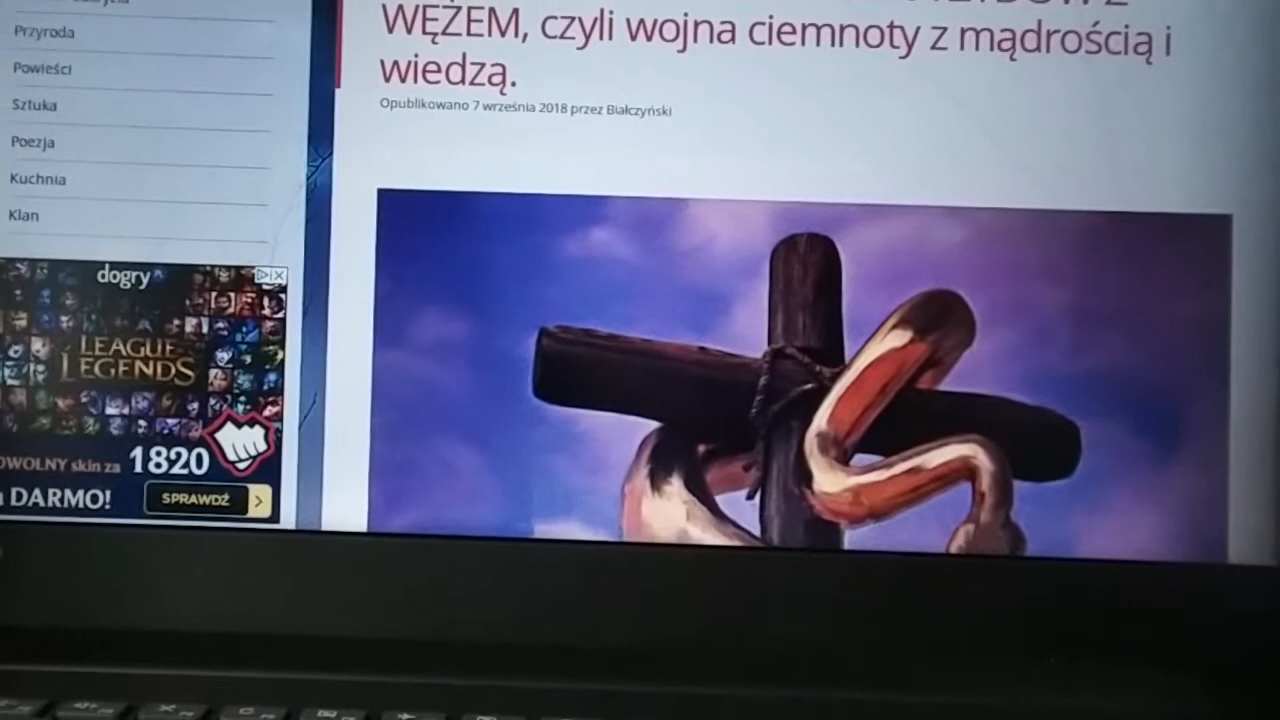 Przyroda
Powieści
Sztuka
Poezja
Kuchnia
Klan
WĘŻEM, czyli wojna ciemnoty z mądrością i
wiedzą.
Opublikowano 7 września 2018 przez Białczyński
dogry
LEAGUE
LEGENDS
skin za 1820
DARMO!
SPRAWDŹ >